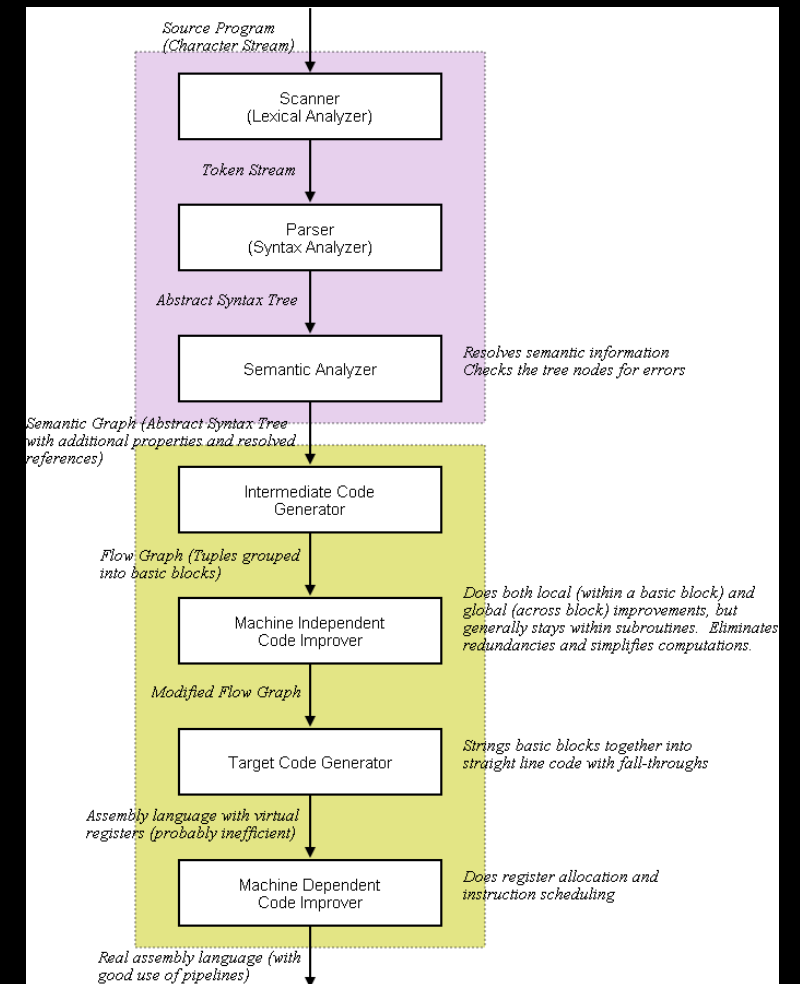 Source Program
(Character Stream)
Scanner
(Lexical Analyzer)
Token Stream
Parser
(Syntax Analyzer)
Abstract Syntax Tree
Semantic Analyzer
Resolves semantic information
Checks the tree nodes for errors
Semantic Graph (Abstract Syntax Tree
with additional properties and resolved
references)
Intermediate Code
Generator
Flow Graph (Tuples grouped
into basic blocks)
Machine Independent
Code Improver
Does both local (within a basic block) and
global (across block) improvements, but
generally stays within subroutines. Eliminates
redundancies and simplifies computations.
Modified Flow Graph
Target Code Generator
Strings basic blocks together into
straight line code with fall-throughs
Assembly language with virtual
registers (probably inefficient)
Machine Dependent
Code Improver
Does register allocation and
instruction scheduling
Real assembly language (with
good use of pipelines)